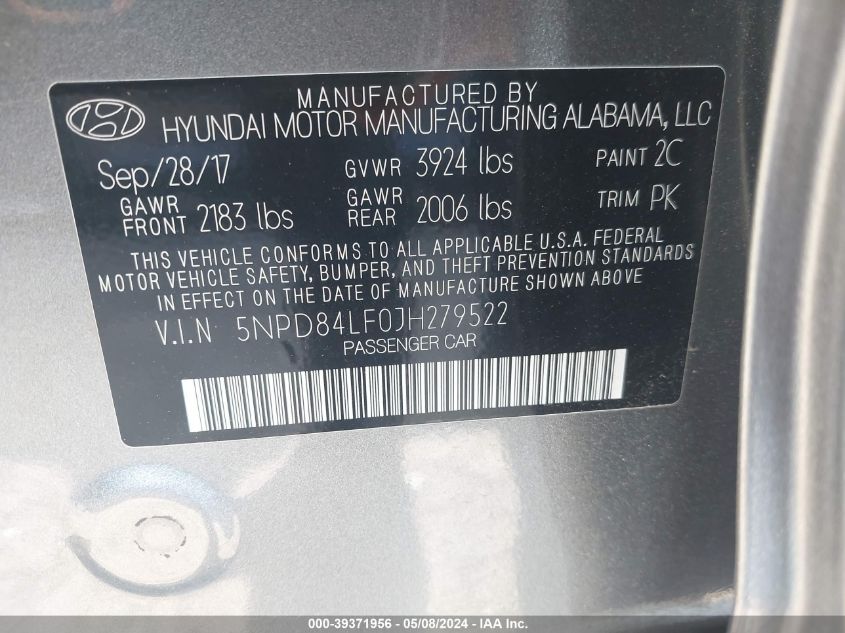 MANUFACTURED BY
HYUNDAI MOTOR MANUFACTURING ALABAMA, LLC
Sep/28/17 GVWR 3924 lbs PAINT 2C
GAWR FRONT 2183 lbs GAWR REAR 2006 lbs TRIM PK
THIS VEHICLE CONFORMS TO ALL APPLICABLE U.S.A. FEDERAL
MOTOR VEHICLE SAFETY, BUMPER, AND THEFT PREVENTION STANDARDS
IN EFFECT ON THE DATE OF MANUFACTURE SHOWN ABOVE
V.I.N 5NPD84LF0JH279522
PASSENGER CAR
000-39371956 - 05/08/2024 - IAA Inc.